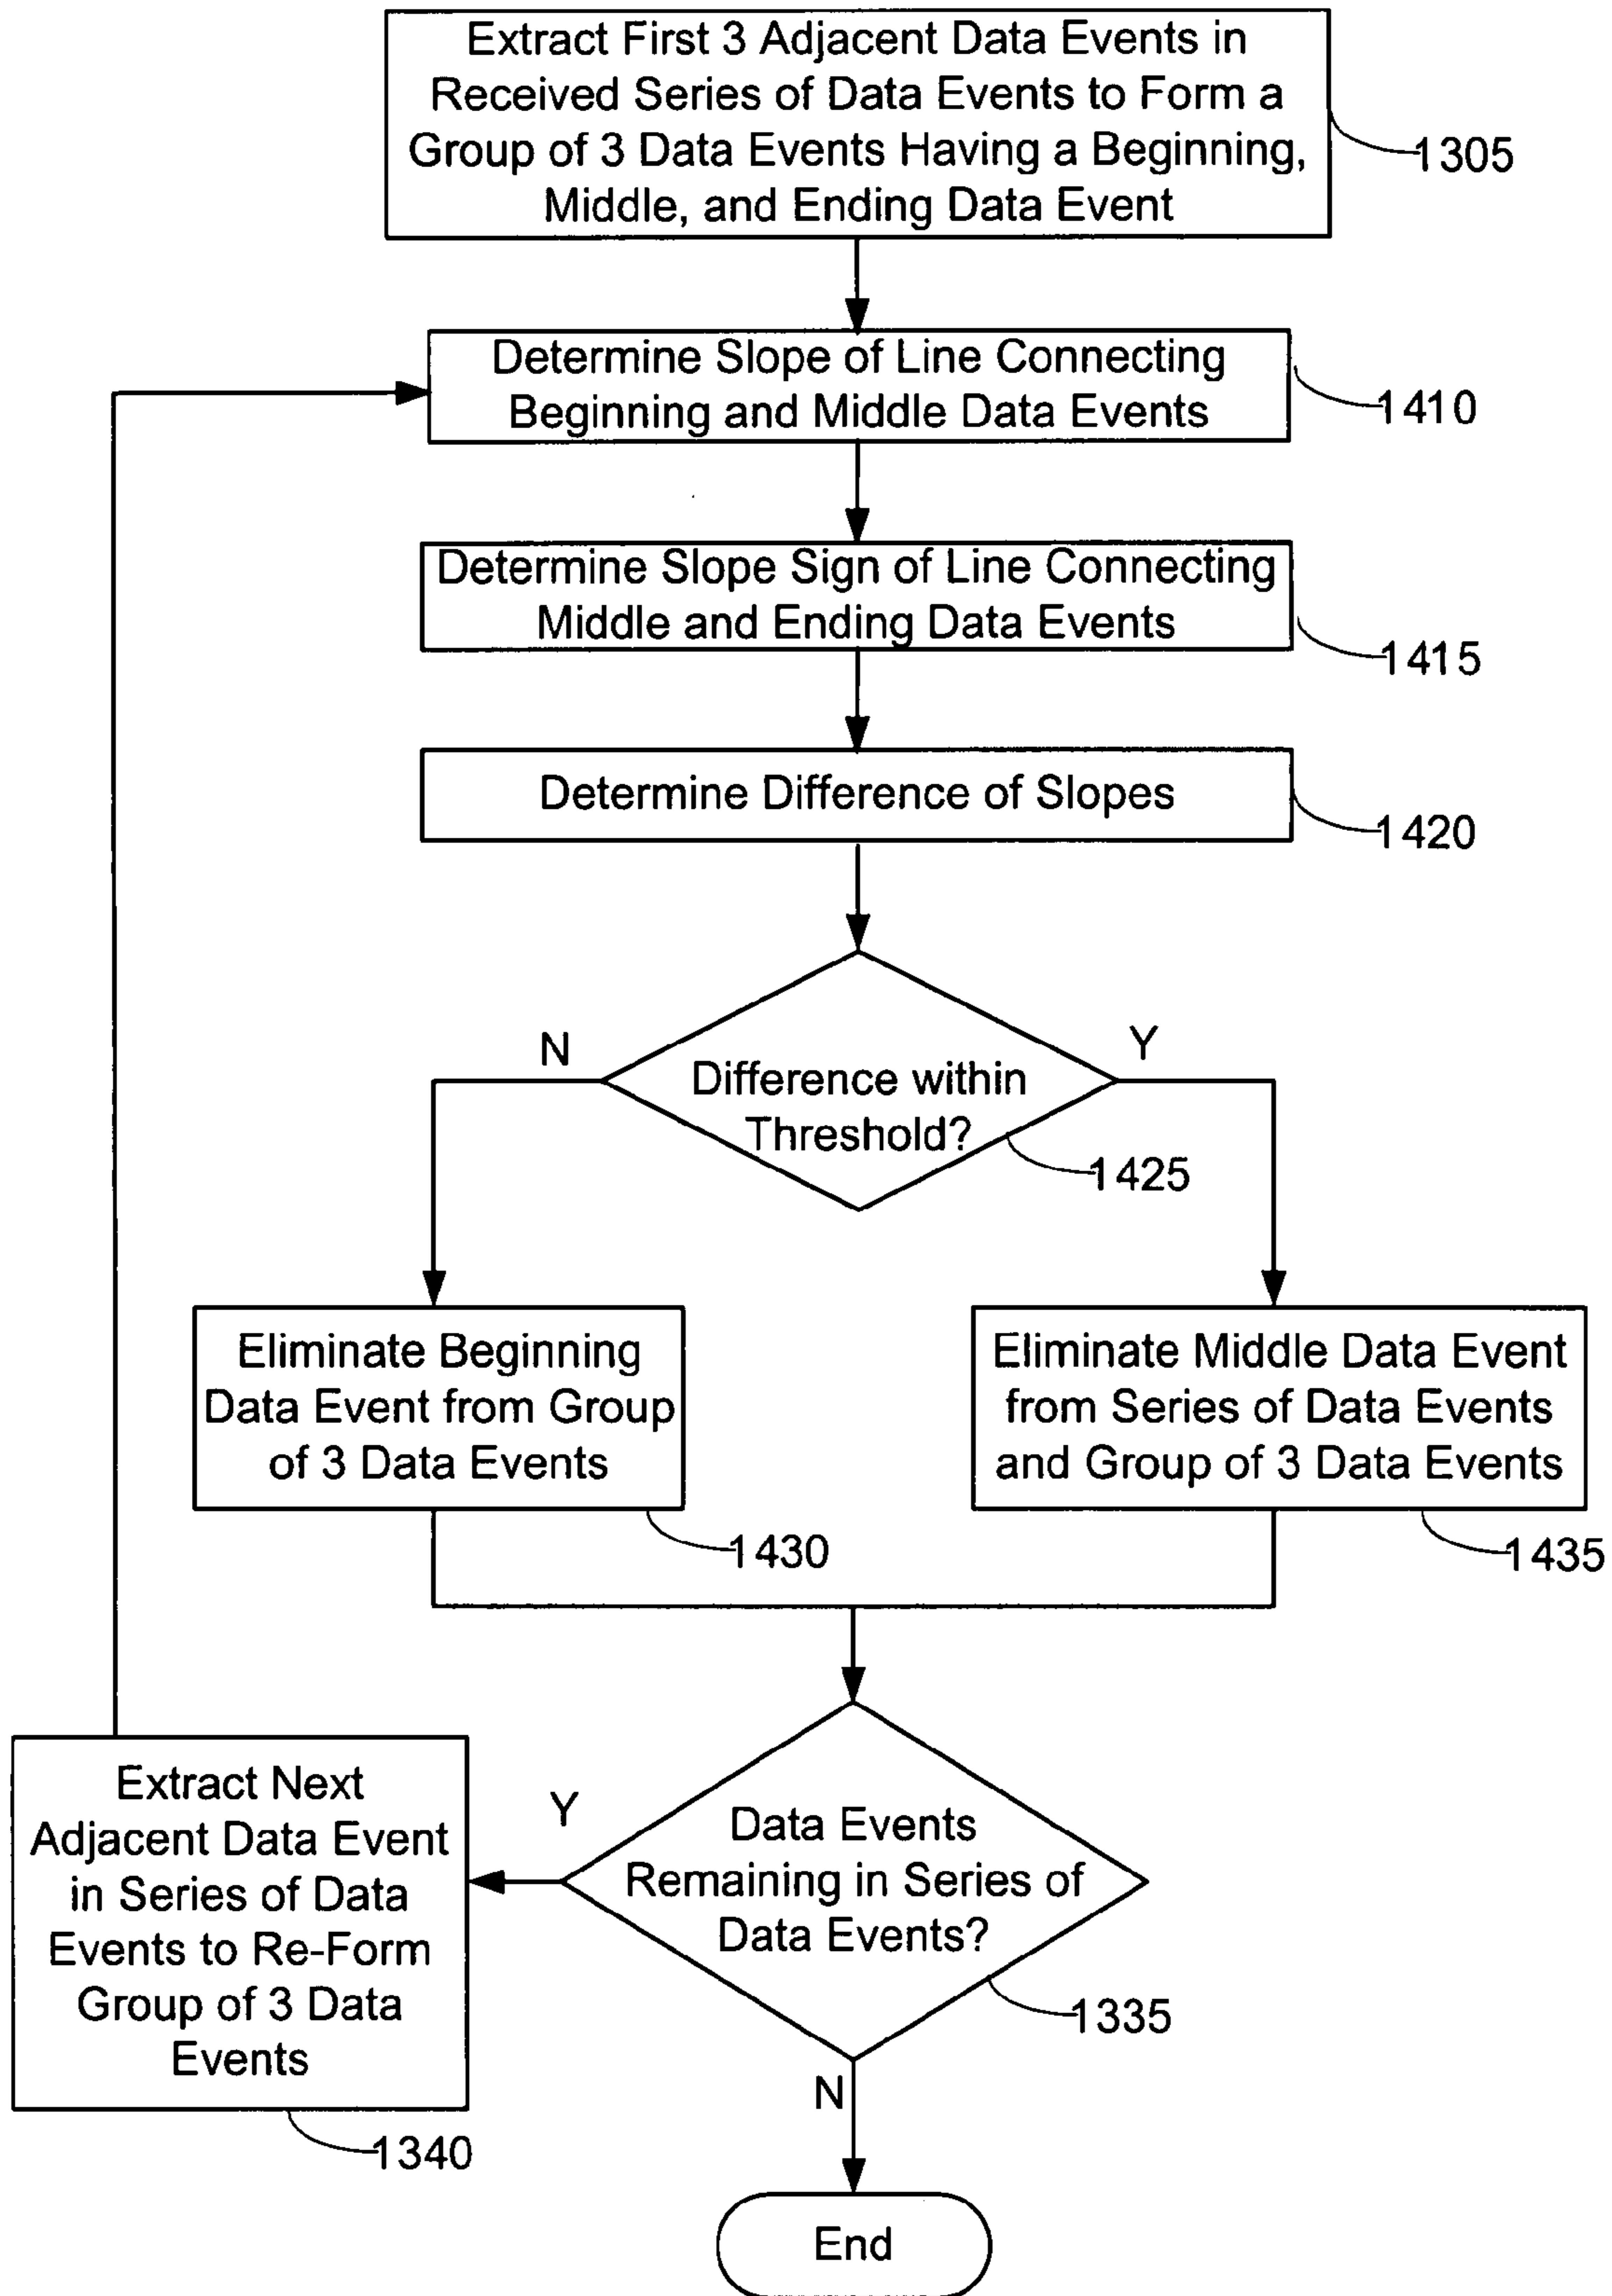 Extract First 3 Adjacent Data Events in
Received Series of Data Events to Form a
Group of 3 Data Events Having a Beginning,
Middle, and Ending Data Event
1305
Determine Slope of Line Connecting
Beginning and Middle Data Events
1410
Determine Slope Sign of Line Connecting
Middle and Ending Data Events
1415
Determine Difference of Slopes
1420
N
Y
Difference within
Threshold?
1425
Eliminate Beginning
Data Event from Group
of 3 Data Events
1430
Eliminate Middle Data Event
from Series of Data Events
and Group of 3 Data Events
1435
Extract Next
Adjacent Data Event
in Series of Data
Events to Re-Form
Group of 3 Data
Events
1340
Y
Data Events
Remaining in Series of
Data Events?
1335
N
End